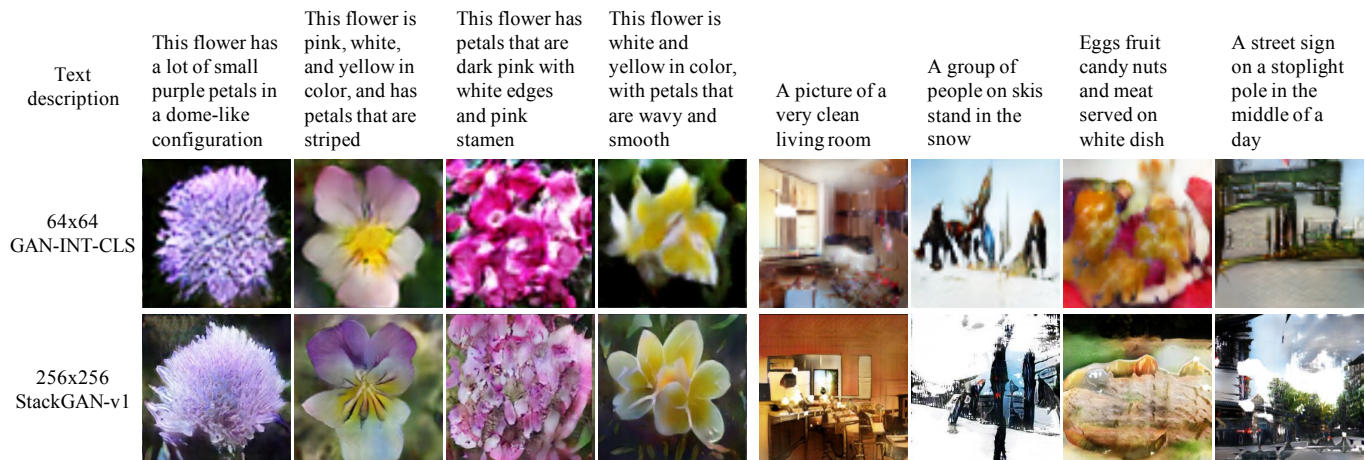 Text
description
This flower has
a lot of small
purple petals in
a dome-like
configuration
This flower is
pink, white,
and yellow in
color, and has
petals that are
striped
This flower has
petals that are
dark pink with
white edges
and pink
stamen
This flower is
white and
yellow in color,
with petals that
are wavy and
smooth
A picture of a
very clean
living room
A group of
people on skis
stand in the
snow
Eggs fruit
candy nuts
and meat
served on
white dish
A street sign
on a stoplight
pole in the
middle of a
day
64x64
GAN-INT-CLS
256x256
StackGAN-v1